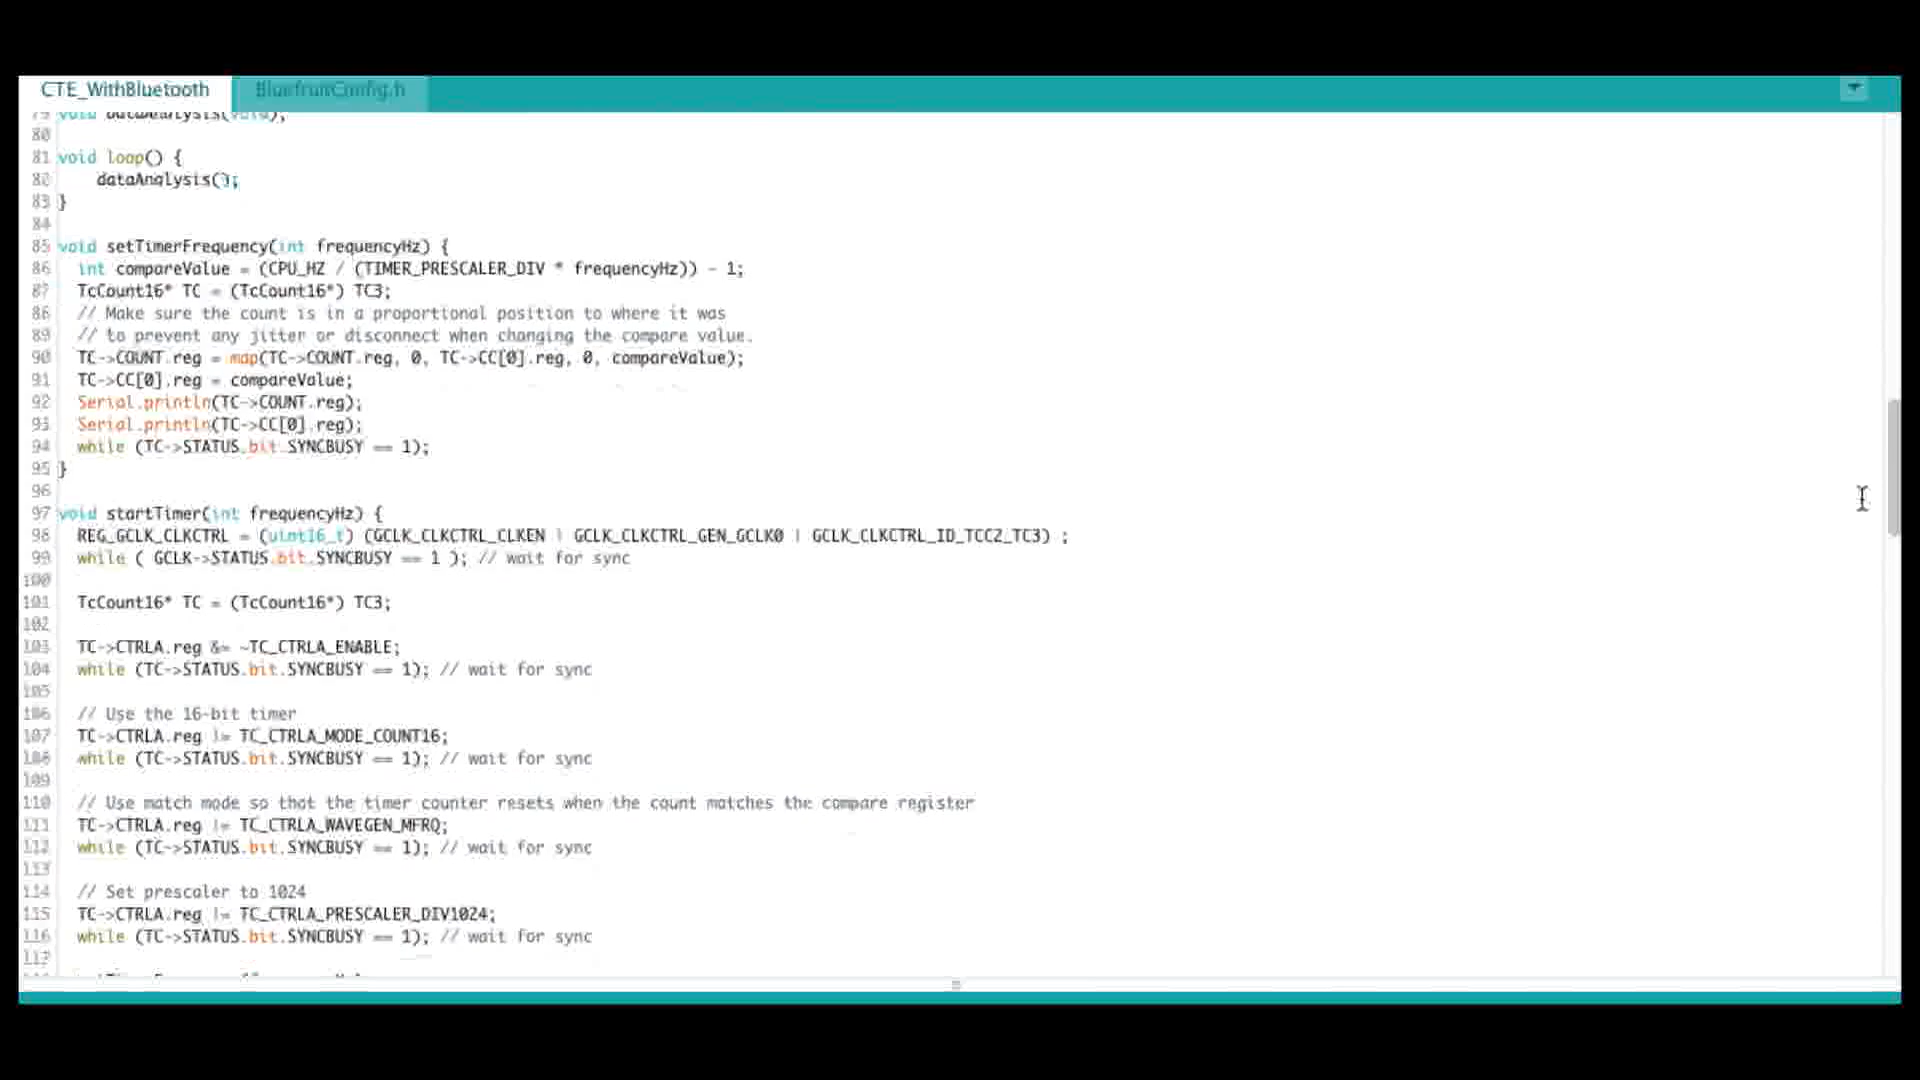 CTE_WithBluetooth BluefruitConfig.h
79 void dataAnalysis(void);
80
81 void loop() {
82 dataAnalysis();
83 }
84
85 void setTimerFrequency(int frequencyHz) {
86 int compareValue = (CPU_HZ / (TIMER_PRESCALER_DIV * frequencyHz)) - 1;
87 TcCount16* TC = (TcCount16*) TC3;
88 // Make sure the count is in a proportional position to where it was
89 // to prevent any jitter or disconnect when changing the compare value.
90 TC->COUNT.reg = map(TC->COUNT.reg, 0, TC->CC[0].reg, 0, compareValue);
91 TC->CC[0].reg = compareValue;
92 Serial.println(TC->COUNT.reg);
93 Serial.println(TC->CC[0].reg);
94 while (TC->STATUS.bit.SYNCBUSY == 1);
95 }
96
97 void startTimer(int frequencyHz) {
98 REG_GCLK_CLKCTRL = (uint16_t) (GCLK_CLKCTRL_CLKEN | GCLK_CLKCTRL_GEN_GCLK0 | GCLK_CLKCTRL_ID_TCC2_TC3) ;
99 while ( GCLK->STATUS.bit.SYNCBUSY == 1 ); // wait for sync
100
101 TcCount16* TC = (TcCount16*) TC3;
102
103 TC->CTRLA.reg &= ~TC_CTRLA_ENABLE;
104 while (TC->STATUS.bit.SYNCBUSY == 1); // wait for sync
105
106 // Use the 16-bit timer
107 TC->CTRLA.reg |= TC_CTRLA_MODE_COUNT16;
108 while (TC->STATUS.bit.SYNCBUSY == 1); // wait for sync
109
110 // Use match mode so that the timer counter resets when the count matches the compare register
111 TC->CTRLA.reg |= TC_CTRLA_WAVEGEN_MFRQ;
112 while (TC->STATUS.bit.SYNCBUSY == 1); // wait for sync
113
114 // Set prescaler to 1024
115 TC->CTRLA.reg |= TC_CTRLA_PRESCALER_DIV1024;
116 while (TC->STATUS.bit.SYNCBUSY == 1); // wait for sync
117